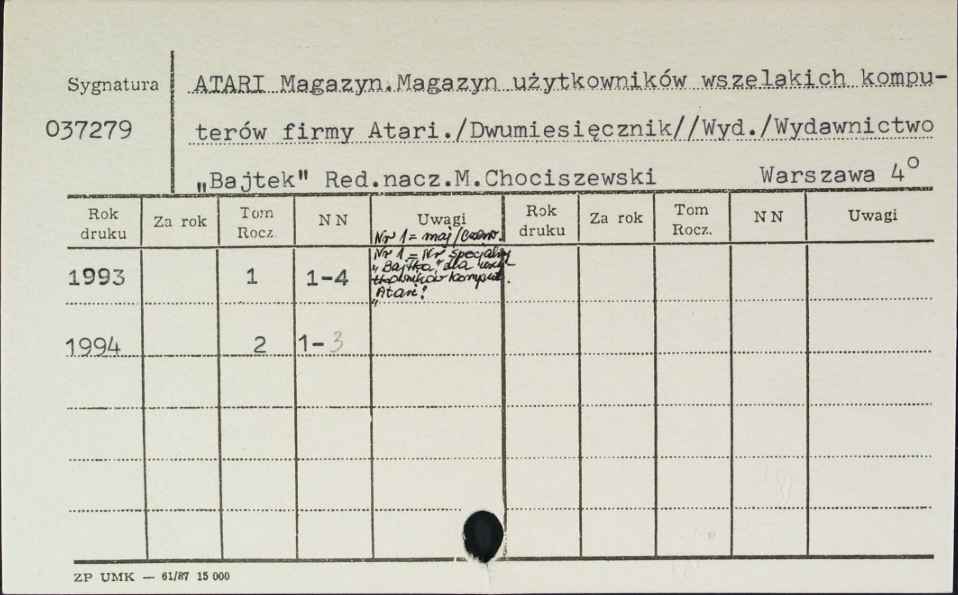 Sygnatura ATARI Magazyn.Magazyn użytkowników wszelakich kompu-
037279 terów firmy Atari./Dwumiesięcznik//Wyd./Wydawnictwo
„Bajtek" Red.nacz.M.Chociszewski Warszawa 4°
Rok druku Za rok Tom Rocz. N N Uwagi Rok druku Za rok Tom Rocz. N N Uwagi
Nr 1 = maj/czerw.
Nr 1 = Nr specjalny
1993 1 1-4 „Bajtka" dla użyt-
tkowników komput.
„Atari!
1994 2 1-3
ZP UMK — 61/87 15 000